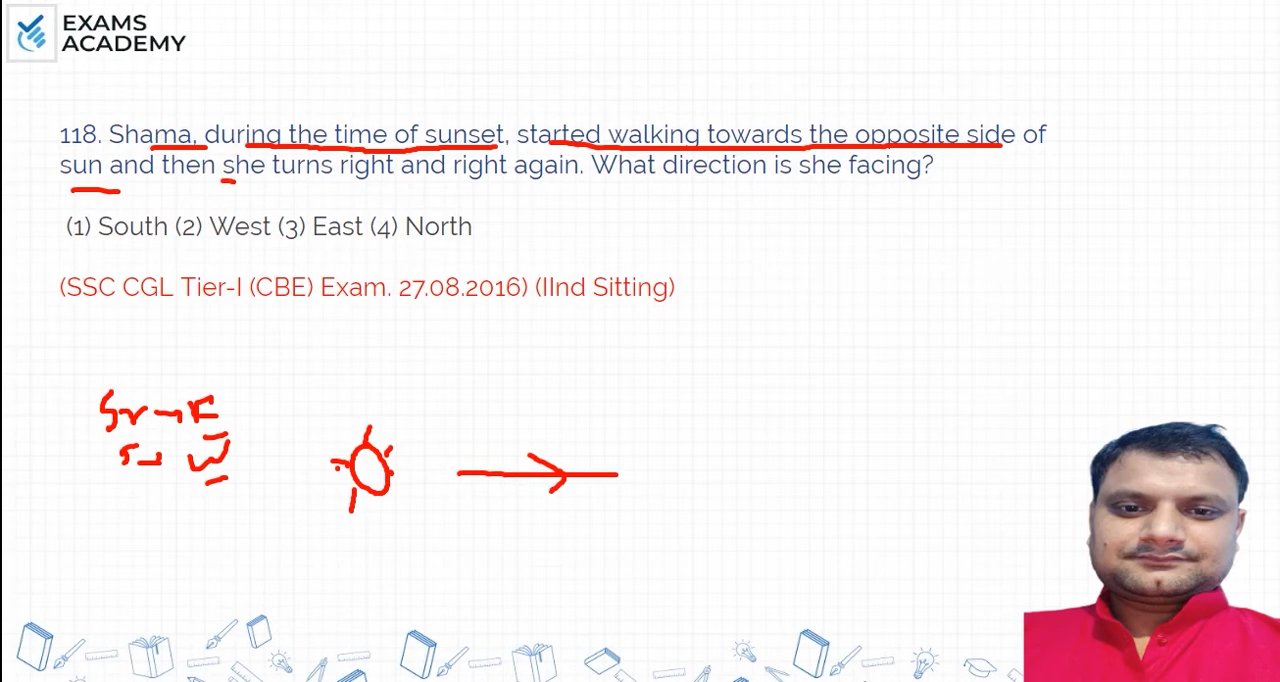 EXAMS
ACADEMY
118. Shama, during the time of sunset, started walking towards the opposite side of
sun and then she turns right and right again. What direction is she facing?
(1) South (2) West (3) East (4) North
(SSC CGL Tier-I (CBE) Exam. 27.08.2016) (IInd Sitting)
Sr → E
S → W